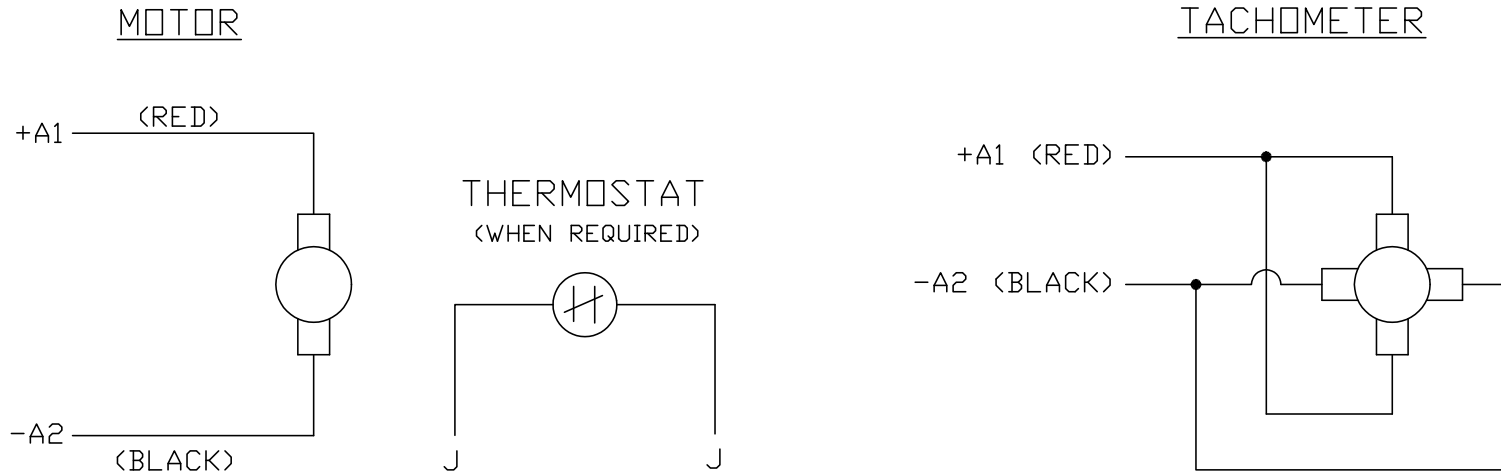 MOTOR
+A1
(RED)
-A2
(BLACK)
THERMOSTAT
(WHEN REQUIRED)
J
J
TACHOMETER
+A1 (RED)
-A2 (BLACK)